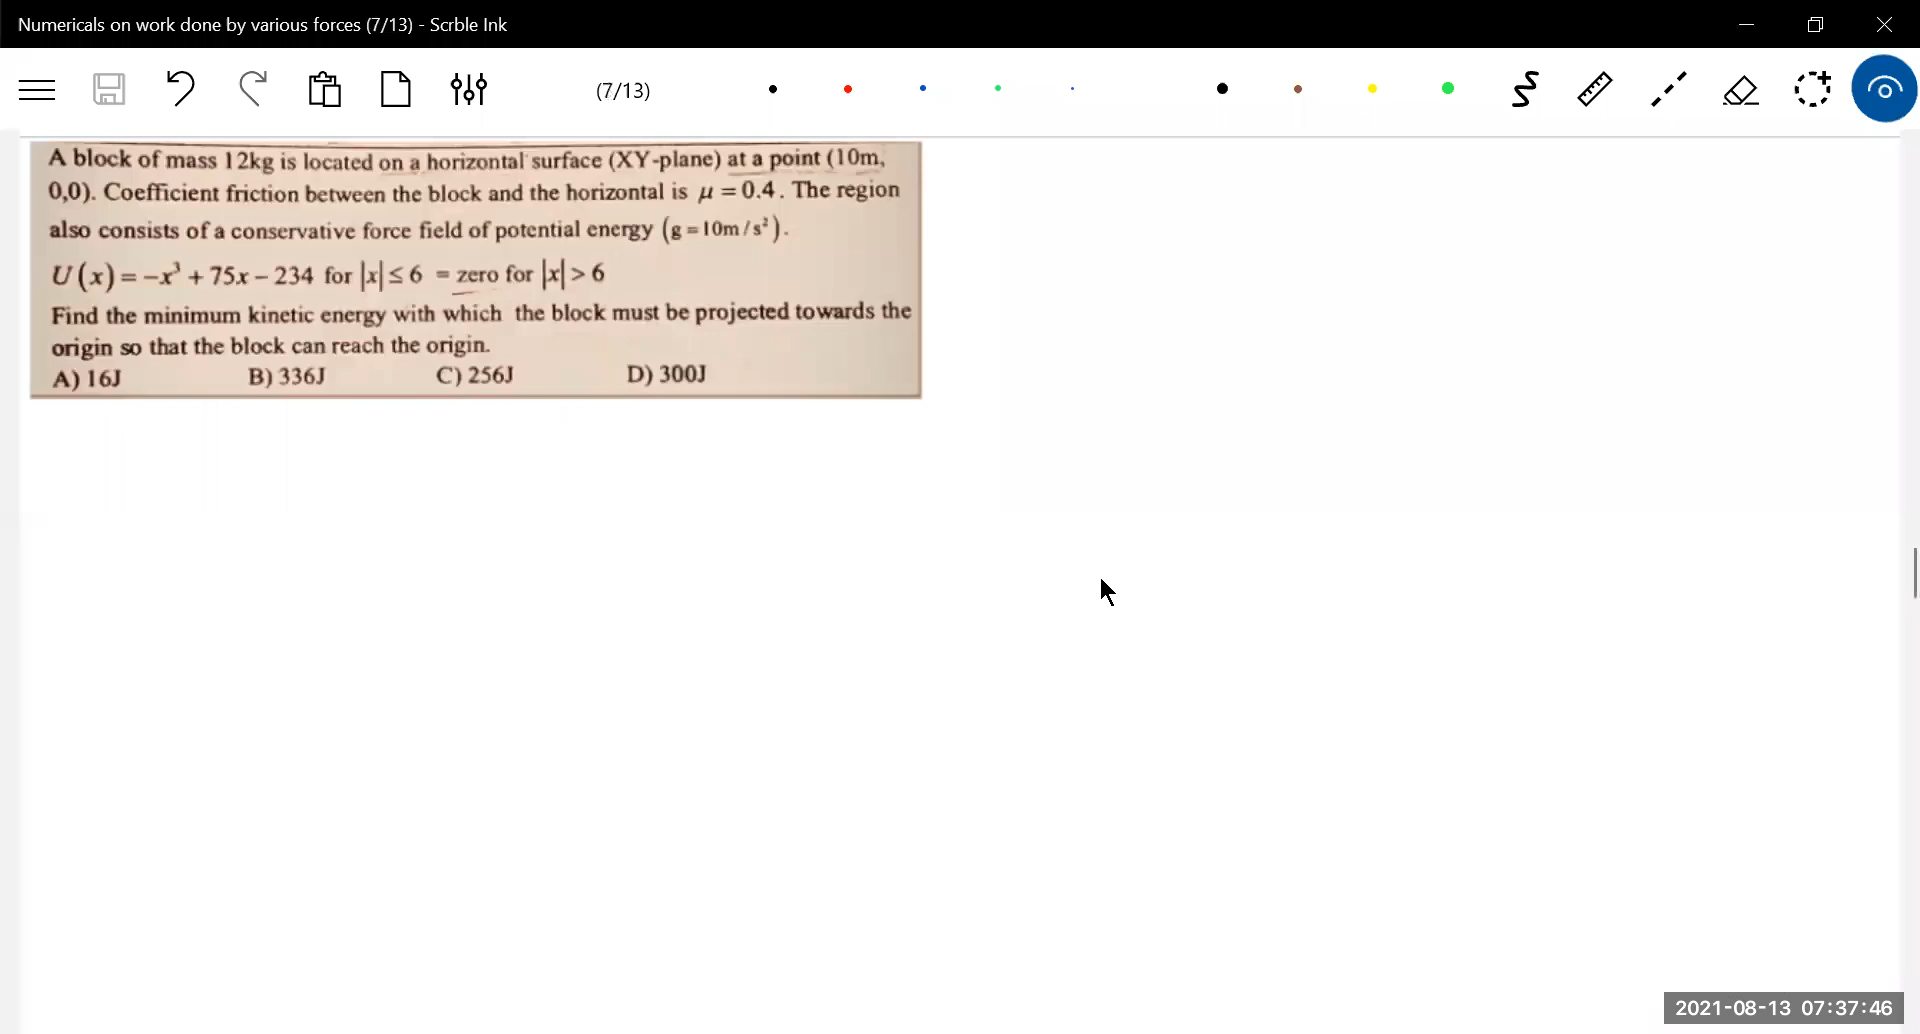 Numericals on work done by various forces (7/13) - Scrble Ink
(7/13)
A block of mass 12kg is located on a horizontal surface (XY-plane) at a point (10m,
0,0). Coefficient friction between the block and the horizontal is μ = 0.4. The region
also consists of a conservative force field of potential energy (g = 10m/s²).
U(x) = -x³ + 75x - 234 for |x| ≤ 6 = zero for |x| > 6
Find the minimum kinetic energy with which the block must be projected towards the
origin so that the block can reach the origin.
A) 16J B) 336J C) 256J D) 300J
2021-08-13 07:37:46